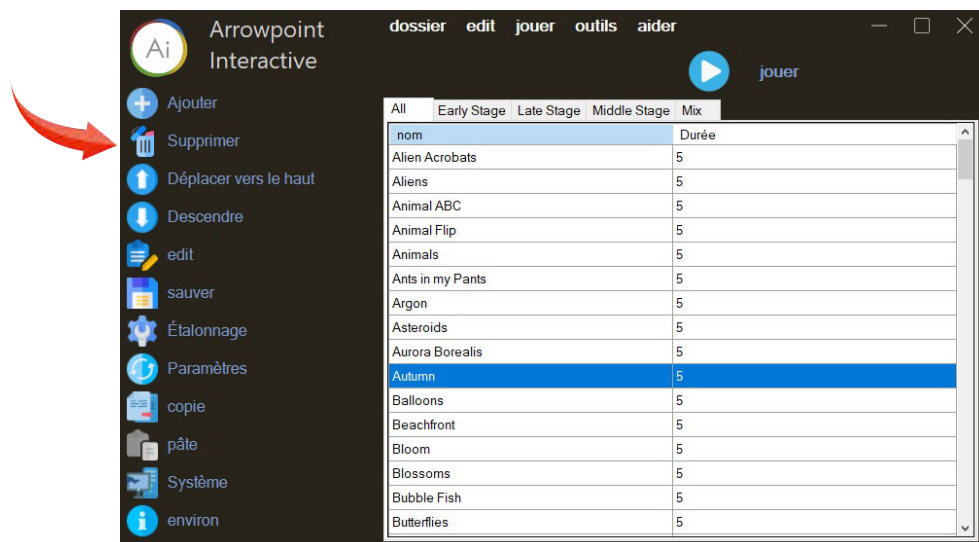 Ai
Arrowpoint
Interactive
dossier edit jouer outils aider
jouer
Ajouter
Supprimer
Déplacer vers le haut
Descendre
edit
sauver
Étalonnage
Paramètres
copie
pâte
Système
environ
All Early Stage Late Stage Middle Stage Mix
nom Durée
Alien Acrobats 5
Aliens 5
Animal ABC 5
Animal Flip 5
Animals 5
Ants in my Pants 5
Argon 5
Asteroids 5
Aurora Borealis 5
Autumn 5
Balloons 5
Beachfront 5
Bloom 5
Blossoms 5
Bubble Fish 5
Butterflies 5